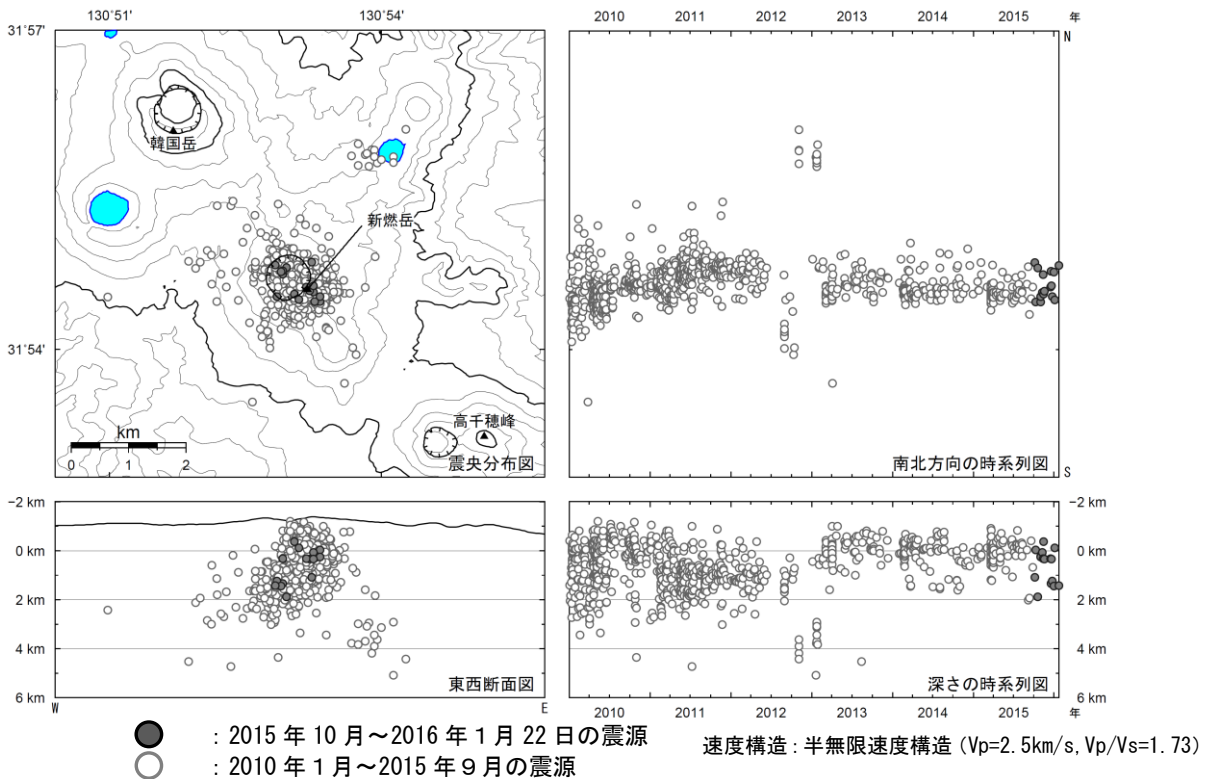 130°51' 130°54'
2010 2011 2012 2013 2014 2015 年
31°57'
N
韓国岳
新燃岳
31°54'
高千穂峰
km
0 1 2
震央分布図
南北方向の時系列図
S
-2 km
0 km
2 km
4 km
6 km
東西断面図
W E
-2 km
0 km
2 km
4 km
6 km
深さの時系列図
2010 2011 2012 2013 2014 2015 年
：2015 年 10 月～2016 年 1 月 22 日の震源
：2010 年 1 月～2015 年 9 月の震源
速度構造：半無限速度構造 (Vp=2.5km/s, Vp/Vs=1.73)